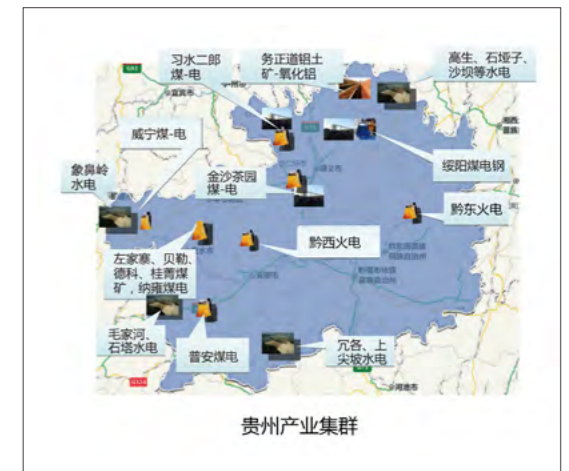 习水二郎
煤-电
务正道铝土
矿-氧化铝
高生、石垭子、
沙坝等水电
威宁煤-电
绥阳煤电钢
象鼻岭
水电
金沙茶园
煤-电
黔东火电
黔西火电
左家寨、贝勒、
德科、桂菁煤
矿，纳雍煤电
毛家河、
石塔水电
普安煤电
冗各、上
尖坡水电
贵州产业集群